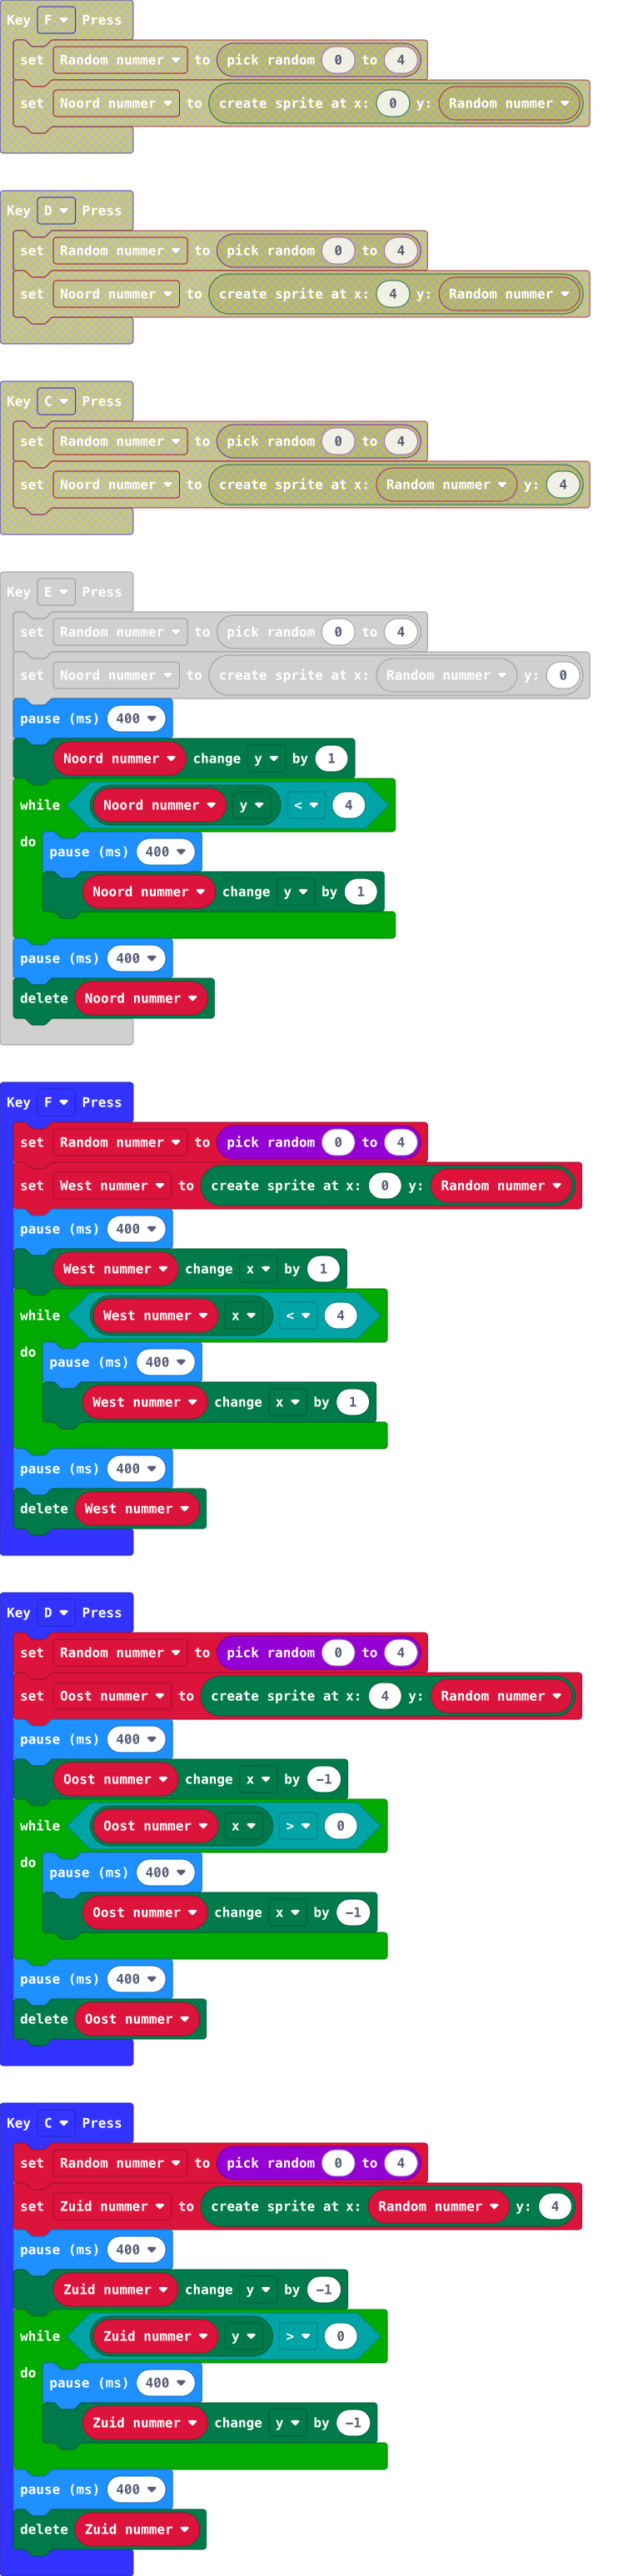 Key F Press
set Random nummer to pick random 0 to 4
set Noord nummer to create sprite at x: 0 y: Random nummer
Key D Press
set Random nummer to pick random 0 to 4
set Noord nummer to create sprite at x: 4 y: Random nummer
Key C Press
set Random nummer to pick random 0 to 4
set Noord nummer to create sprite at x: Random nummer y: 4
Key E Press
set Random nummer to pick random 0 to 4
set Noord nummer to create sprite at x: Random nummer y: 0
pause (ms) 400
Noord nummer change y by 1
while Noord nummer y < 4
do
pause (ms) 400
Noord nummer change y by 1
pause (ms) 400
delete Noord nummer
Key F Press
set Random nummer to pick random 0 to 4
set West nummer to create sprite at x: 0 y: Random nummer
pause (ms) 400
West nummer change x by 1
while West nummer x < 4
do
pause (ms) 400
West nummer change x by 1
pause (ms) 400
delete West nummer
Key D Press
set Random nummer to pick random 0 to 4
set Oost nummer to create sprite at x: 4 y: Random nummer
pause (ms) 400
Oost nummer change x by -1
while Oost nummer x > 0
do
pause (ms) 400
Oost nummer change x by -1
pause (ms) 400
delete Oost nummer
Key C Press
set Random nummer to pick random 0 to 4
set Zuid nummer to create sprite at x: Random nummer y: 4
pause (ms) 400
Zuid nummer change y by -1
while Zuid nummer y > 0
do
pause (ms) 400
Zuid nummer change y by -1
pause (ms) 400
delete Zuid nummer